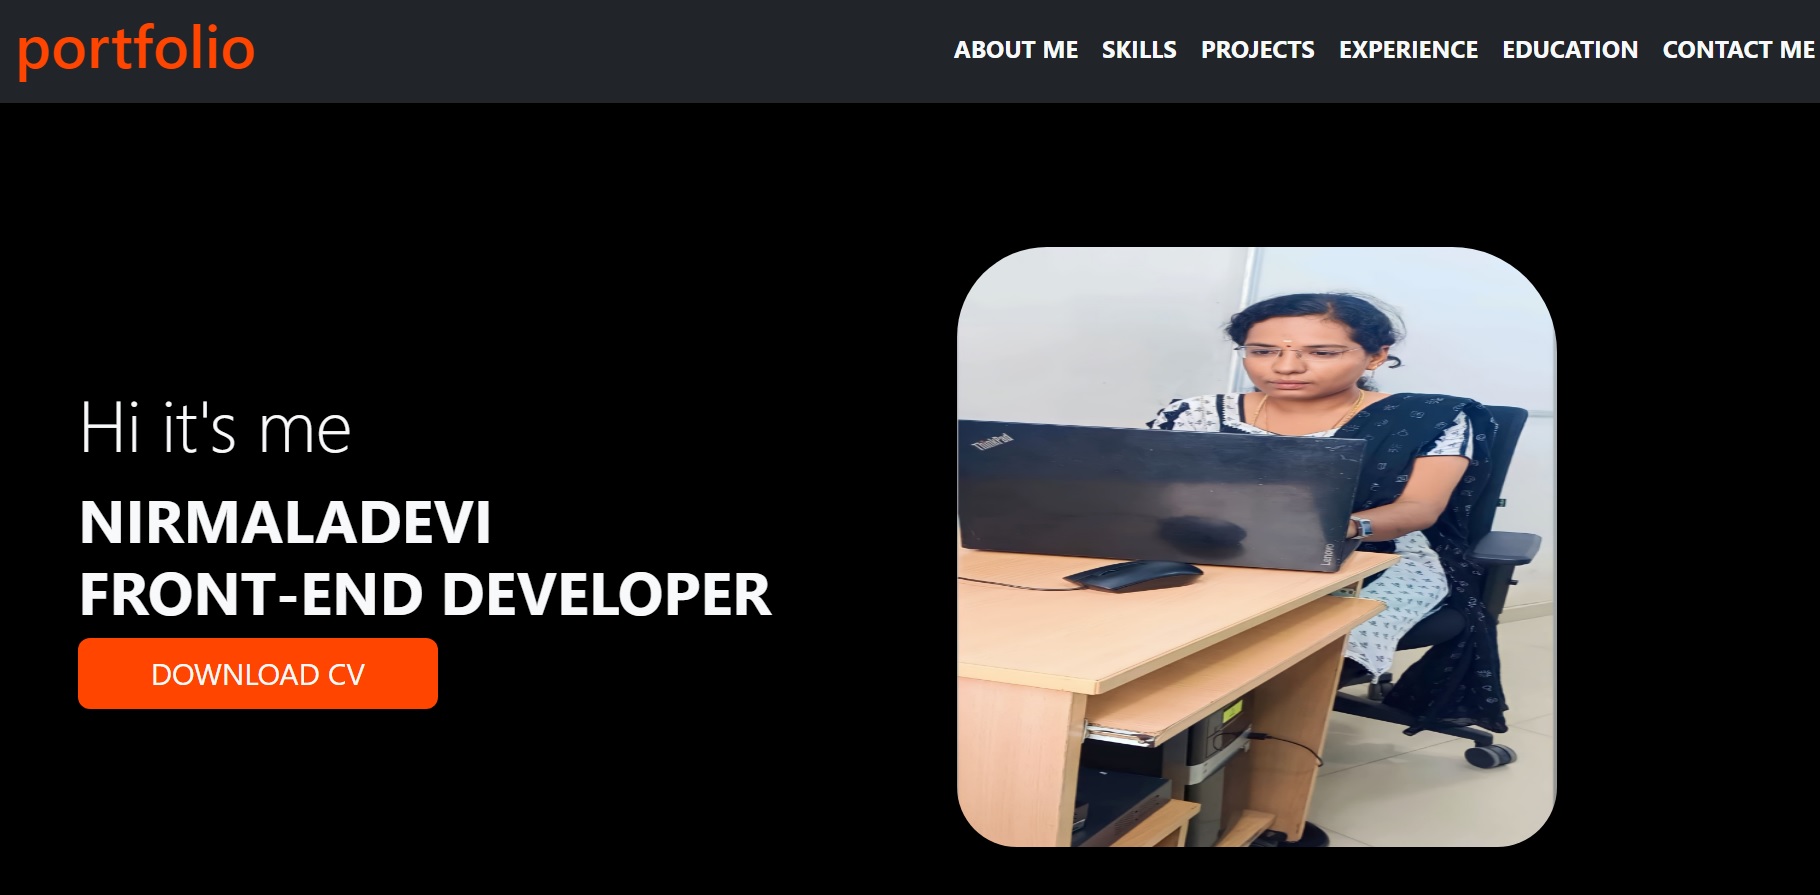 portfolio
ABOUT ME SKILLS PROJECTS EXPERIENCE EDUCATION CONTACT ME
Hi it's me
NIRMALADEVI
FRONT-END DEVELOPER
DOWNLOAD CV
ThinkPad
Lenovo